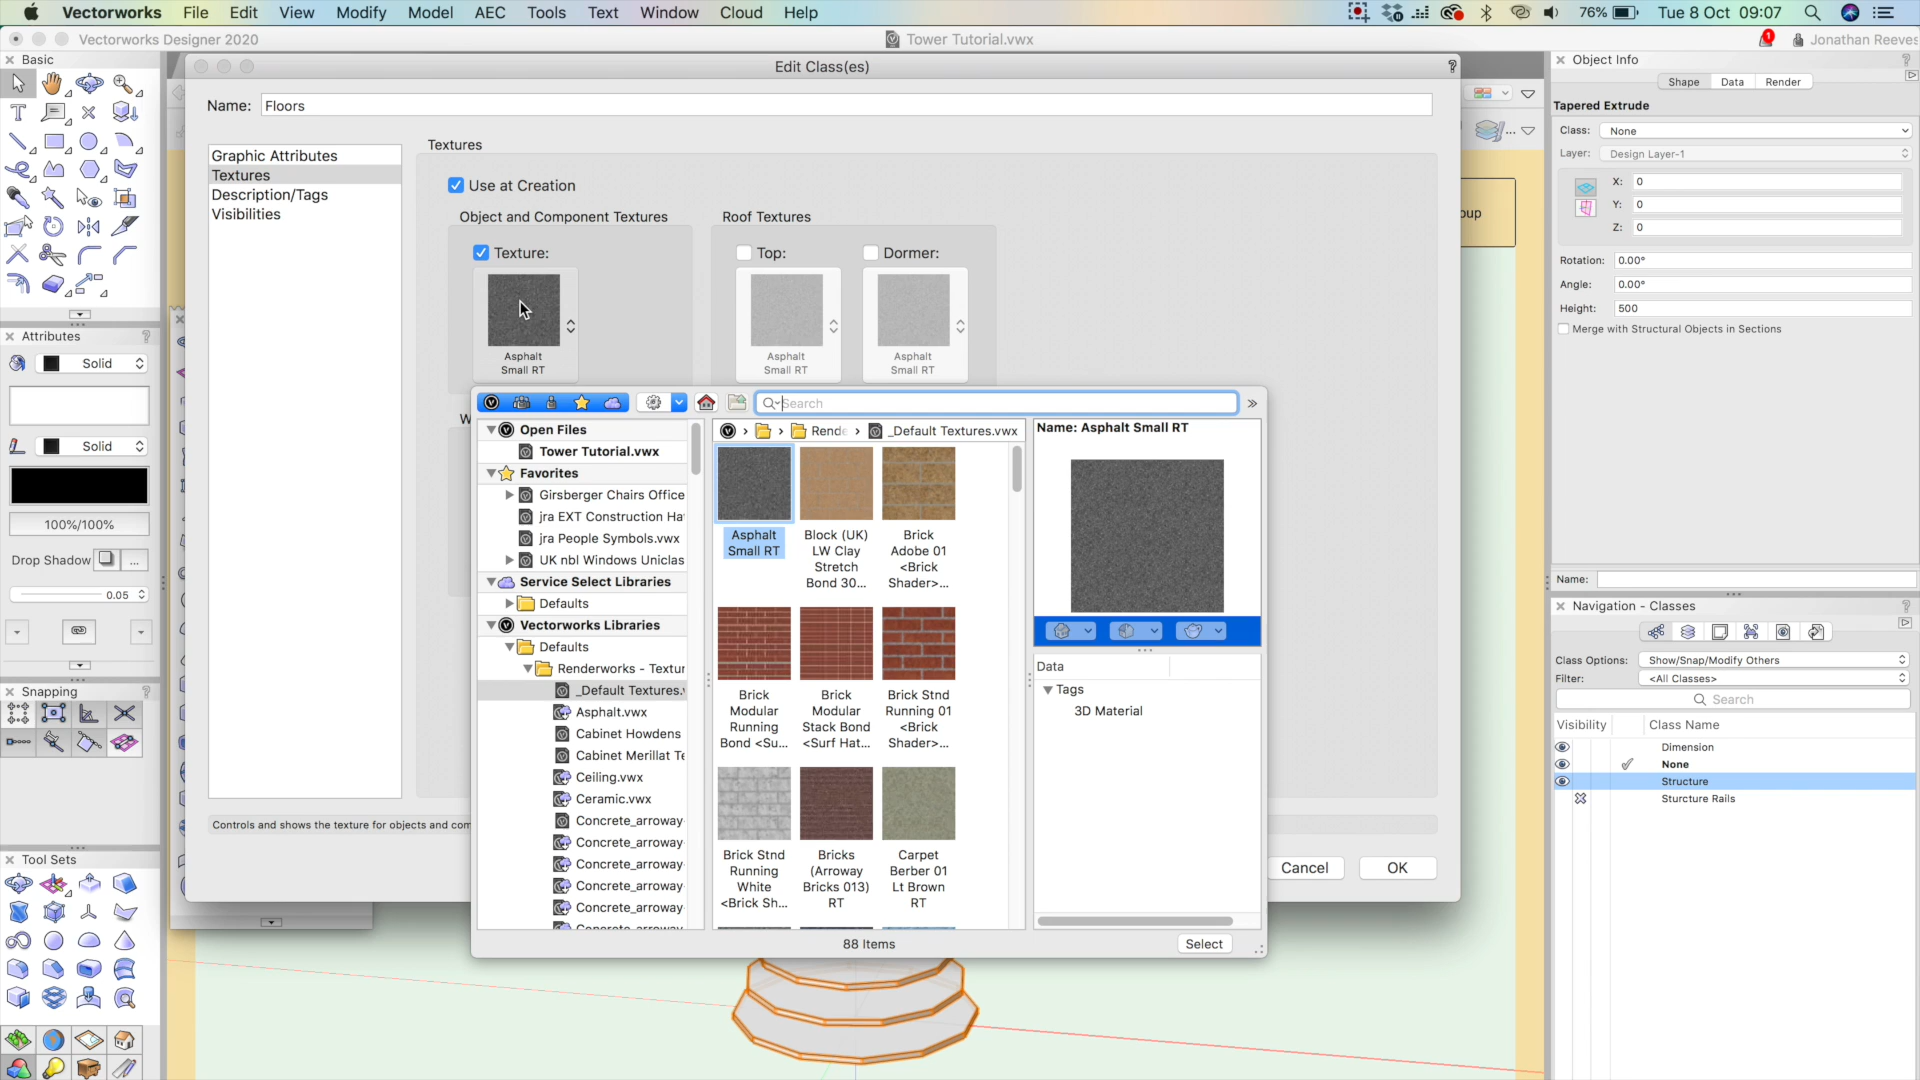 Vectorworks File Edit View Modify Model AEC Tools Text Window Cloud Help 76% Tue 8 Oct 09:07
Vectorworks Designer 2020
Tower Tutorial.vwx
1
Jonathan Reeves
Basic
Edit Class(es)
?
Name: Floors
Graphic Attributes
Textures
Description/Tags
Visibilities
Textures
Use at Creation
Object and Component Textures
Roof Textures
Texture:
Top:
Dormer:
Asphalt
Small RT
Asphalt
Small RT
Asphalt
Small RT
W
Controls and shows the texture for objects and com
Cancel
OK
Search
Open Files
Tower Tutorial.vwx
Favorites
Girsberger Chairs Office
jra EXT Construction Ha
jra People Symbols.vwx
UK nbl Windows Uniclas
Service Select Libraries
Defaults
Vectorworks Libraries
Defaults
Renderworks - Textur
_Default Textures.
Asphalt.vwx
Cabinet Howdens
Cabinet Merillat Te
Ceiling.vwx
Ceramic.vwx
Concrete_arroway
Concrete_arroway
Concrete_arroway
Concrete_arroway
Concrete_arroway
Concrete_arroway
Rende
_Default Textures.vwx
Asphalt
Small RT
Block (UK)
LW Clay
Stretch
Bond 30...
Brick
Adobe 01
<Brick
Shader>...
Brick
Modular
Running
Bond <Su...
Brick
Modular
Stack Bond
<Surf Hat...
Brick Stnd
Running 01
<Brick
Shader>...
Brick Stnd
Running
White
<Brick Sh...
Bricks
(Arroway
Bricks 013)
RT
Carpet
Berber 01
Lt Brown
RT
88 Items
Name: Asphalt Small RT
Data
Tags
3D Material
Select
Attributes
?
Solid
Solid
100%/100%
Drop Shadow
...
0.05
Snapping
?
Tool Sets
oup
...
Object Info
?
Shape Data Render
Tapered Extrude
Class: None
Layer: Design Layer-1
X: 0
Y: 0
Z: 0
Rotation: 0.00°
Angle: 0.00°
Height: 500
Merge with Structural Objects in Sections
Name:
Navigation - Classes
?
Class Options: Show/Snap/Modify Others
Filter: <All Classes>
Search
Visibility Class Name
Dimension
None
Structure
Sturcture Rails